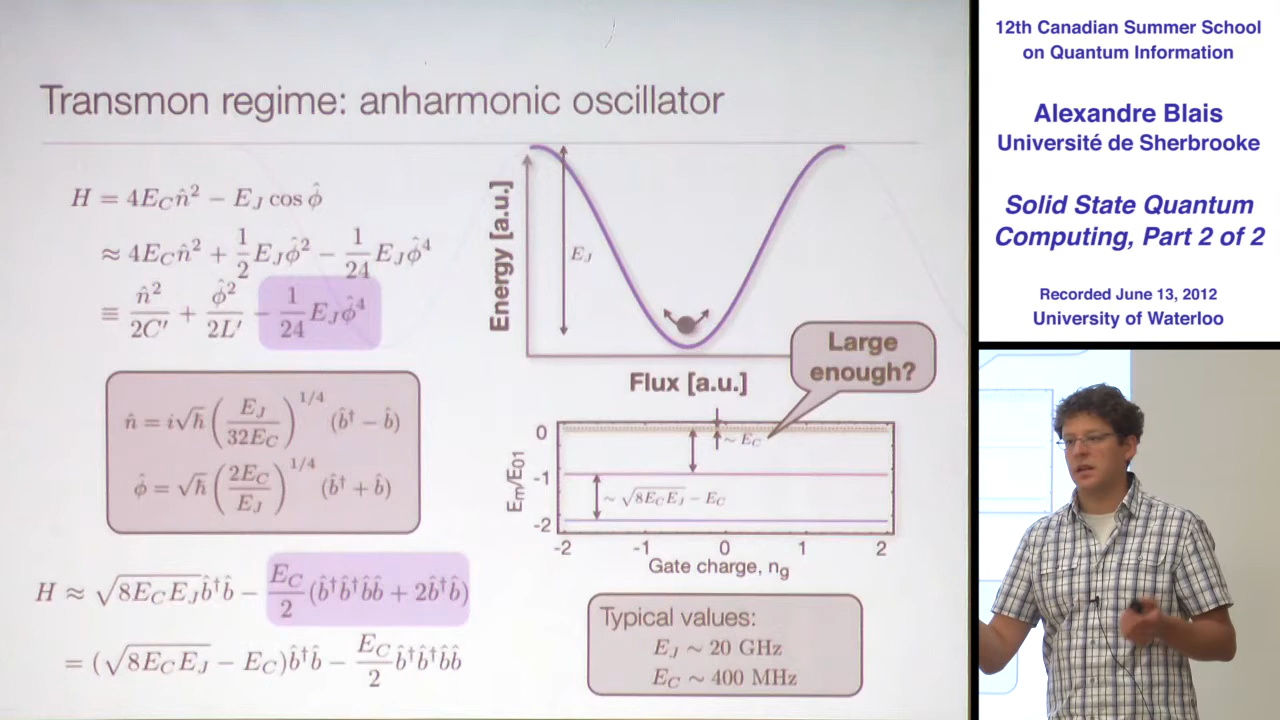 Transmon regime: anharmonic oscillator
H = 4E_C n̂² − E_J cos φ̂
≈ 4E_C n̂² + 1/2 E_J φ̂² − 1/24 E_J φ̂⁴
≡ n̂²/2C′ + φ̂²/2L′ − 1/24 E_J φ̂⁴
n̂ = i√ħ (E_J/32E_C)^{1/4} (b̂† − b̂)
φ̂ = √ħ (2E_C/E_J)^{1/4} (b̂† + b̂)
H ≈ √(8E_C E_J) b̂†b̂ − E_C/2 (b̂†b̂†b̂b̂ + 2b̂†b̂)
= (√(8E_C E_J) − E_C) b̂†b̂ − E_C/2 b̂†b̂†b̂b̂
Energy [a.u.]
E_J
Flux [a.u.]
Large
enough?
E_m/E_01
0
-1
-2
~ E_C
~ √(8E_C E_J) − E_C
-2 -1 0 1 2
Gate charge, n_g
Typical values:
E_J ~ 20 GHz
E_C ~ 400 MHz
12th Canadian Summer School
on Quantum Information
Alexandre Blais
Université de Sherbrooke
Solid State Quantum
Computing, Part 2 of 2
Recorded June 13, 2012
University of Waterloo